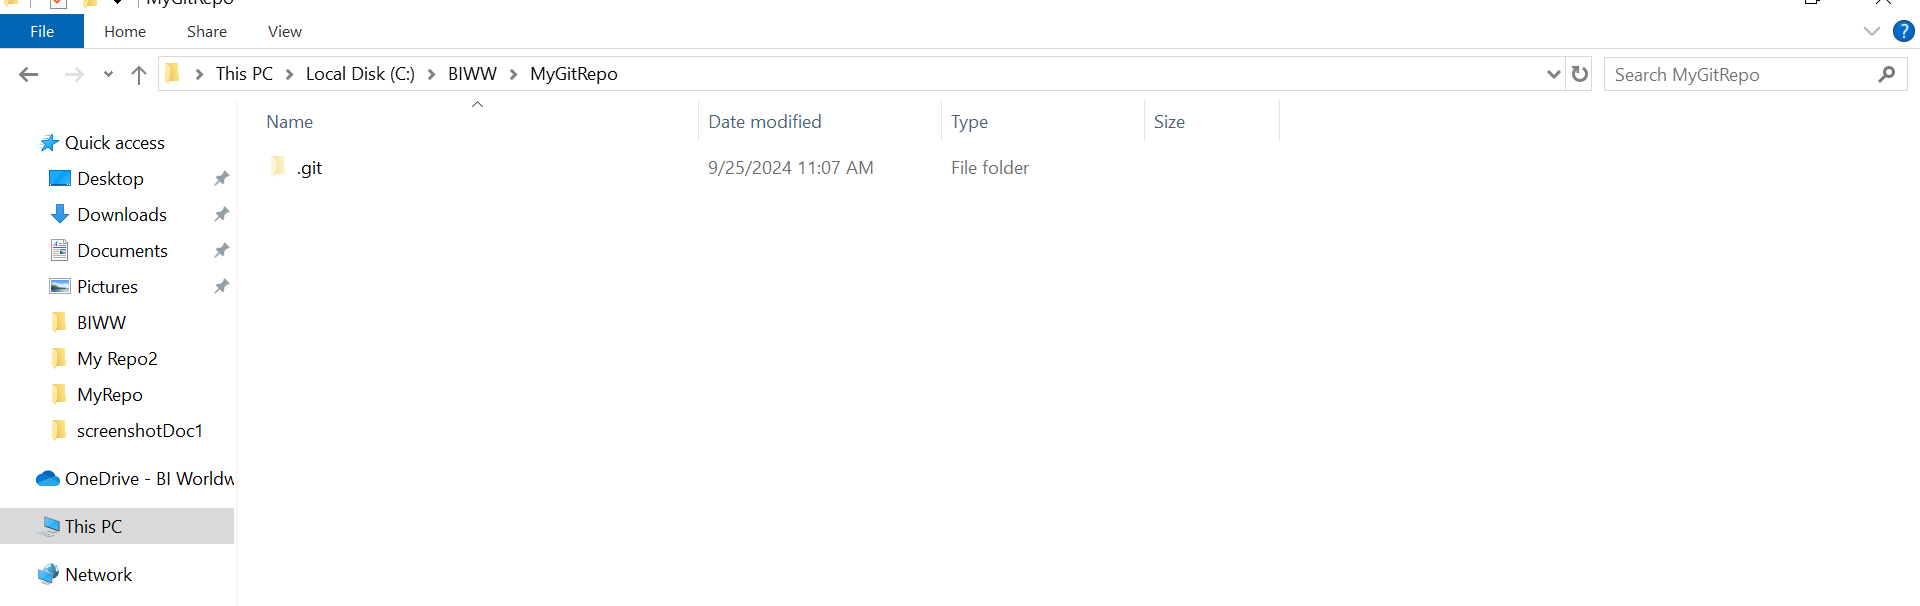 MyGitRepo
File Home Share View
This PC Local Disk (C:) BIWW MyGitRepo Search MyGitRepo
Name Date modified Type Size
.git 9/25/2024 11:07 AM File folder
Quick access
Desktop
Downloads
Documents
Pictures
BIWW
My Repo2
MyRepo
screenshotDoc1
OneDrive - BI Worldw
This PC
Network